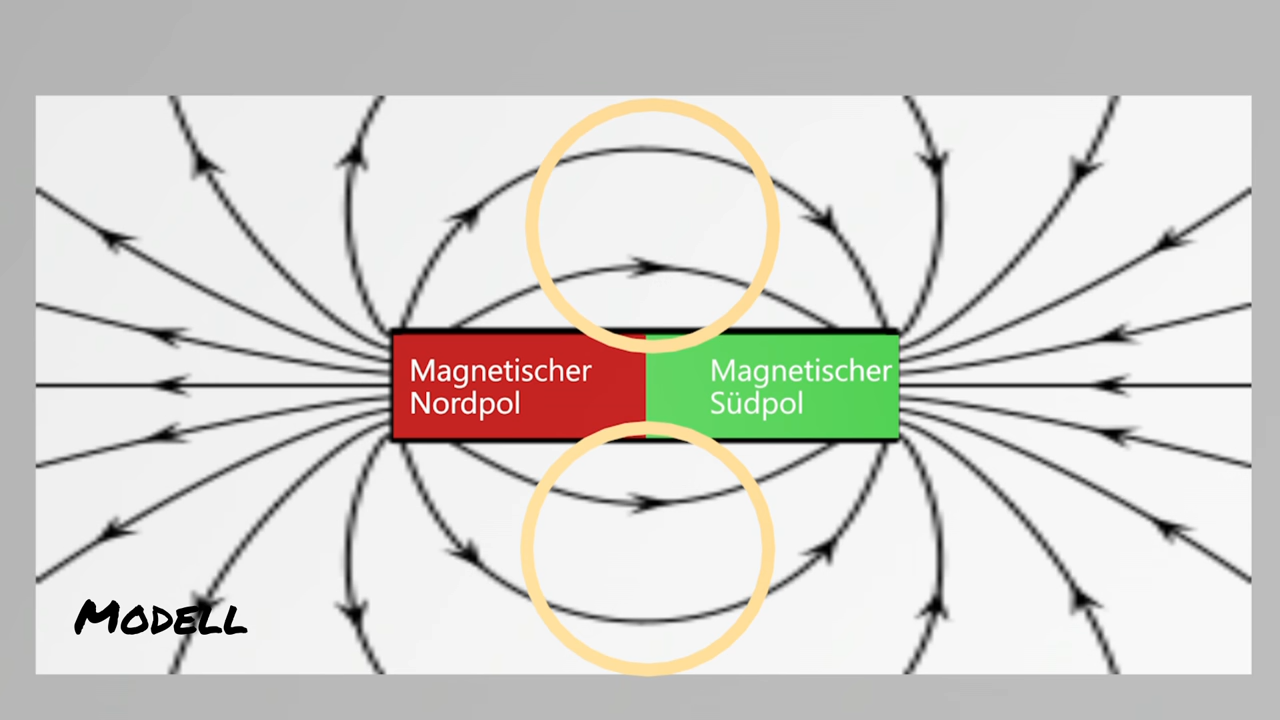 Magnetischer
Nordpol
Magnetischer
Südpol
Modell